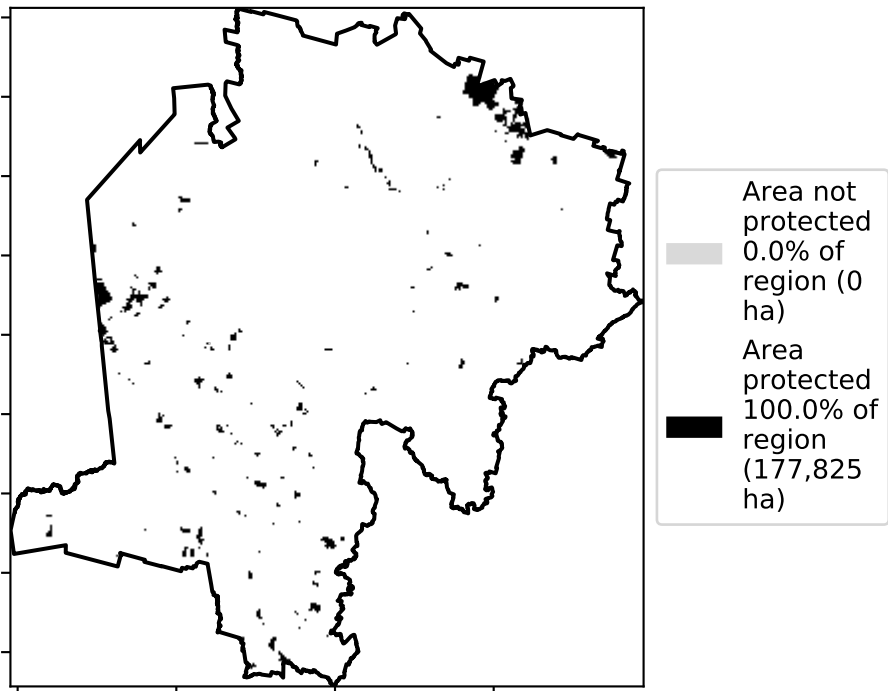 Area not
protected
0.0% of
region (0
ha)
Area
protected
100.0% of
region
(177,825
ha)